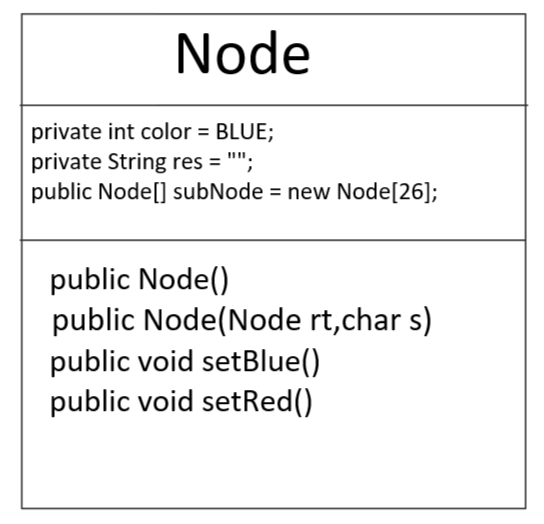 Node
private int color = BLUE;
private String res = "";
public Node[] subNode = new Node[26];
public Node()
public Node(Node rt,char s)
public void setBlue()
public void setRed()